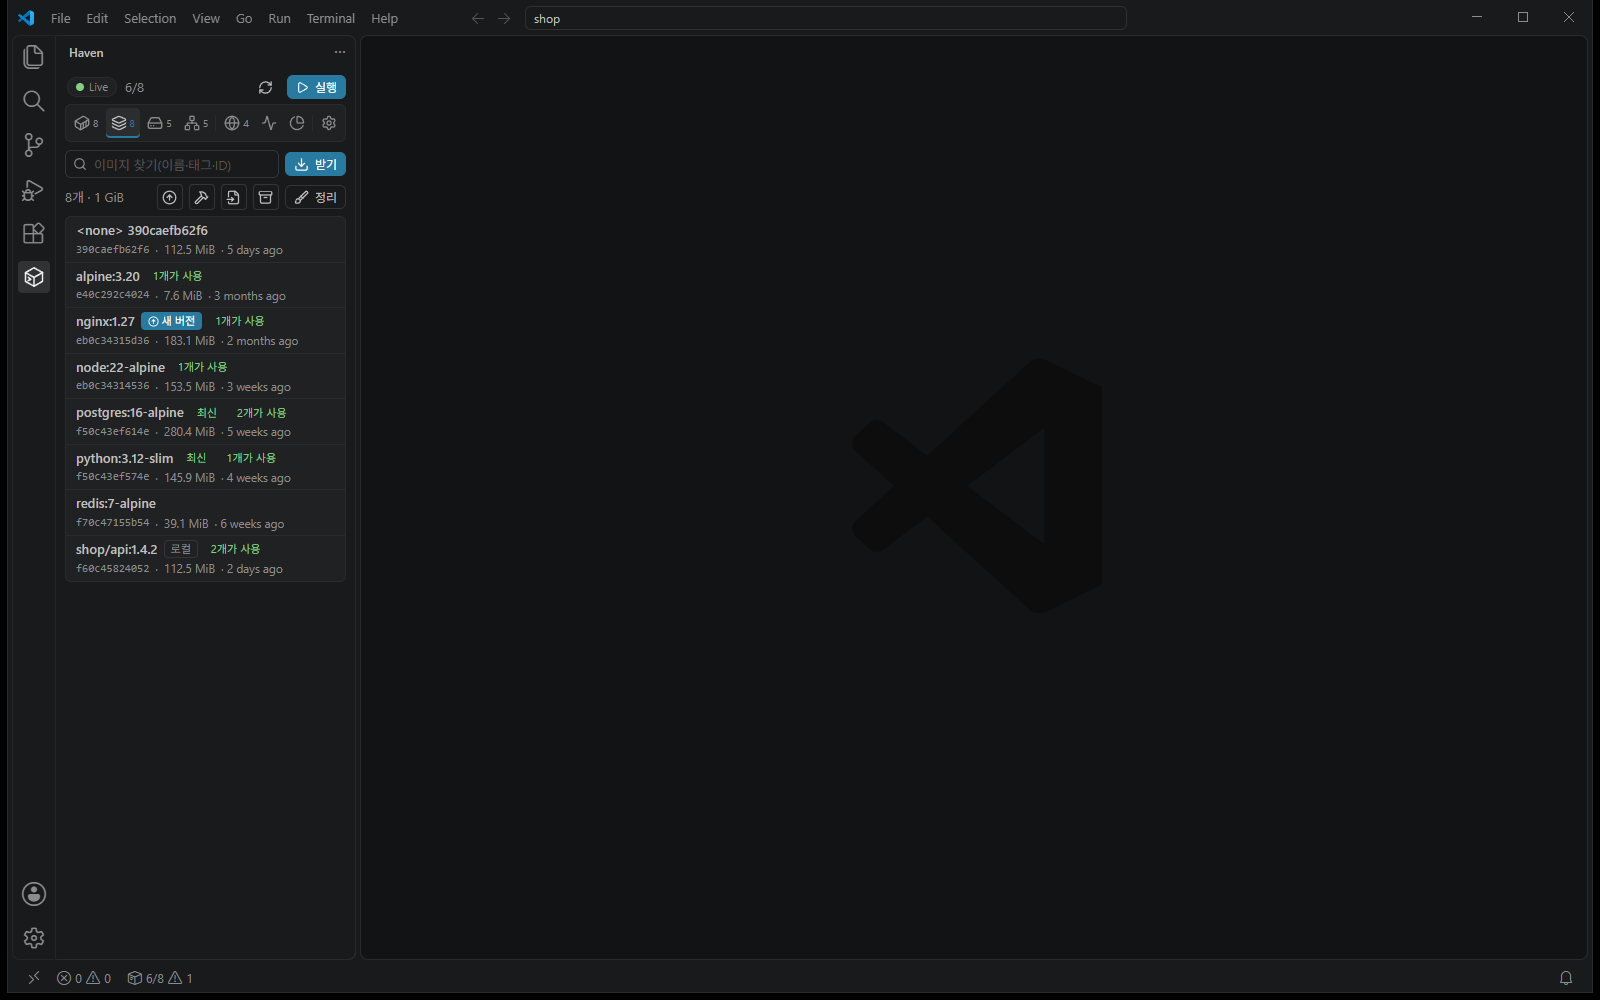 File Edit Selection View Go Run Terminal Help
shop
Haven
Live 6/8 실행
8 8 5 5 4
이미지 찾기(이름·태그·ID) 받기
8개 · 1 GiB 정리
<none> 390caefb62f6
390caefb62f6 · 112.5 MiB · 5 days ago
alpine:3.20 1개가 사용
e40c292c4024 · 7.6 MiB · 3 months ago
nginx:1.27 새 버전 1개가 사용
eb0c34315d36 · 183.1 MiB · 2 months ago
node:22-alpine 1개가 사용
eb0c34314536 · 153.5 MiB · 3 weeks ago
postgres:16-alpine 최신 2개가 사용
f50c43ef614e · 280.4 MiB · 5 weeks ago
python:3.12-slim 최신 1개가 사용
f50c43ef574e · 145.9 MiB · 4 weeks ago
redis:7-alpine
f70c47155b54 · 39.1 MiB · 6 weeks ago
shop/api:1.4.2 로컬 2개가 사용
f60c45824052 · 112.5 MiB · 2 days ago
0 0 6/8 1